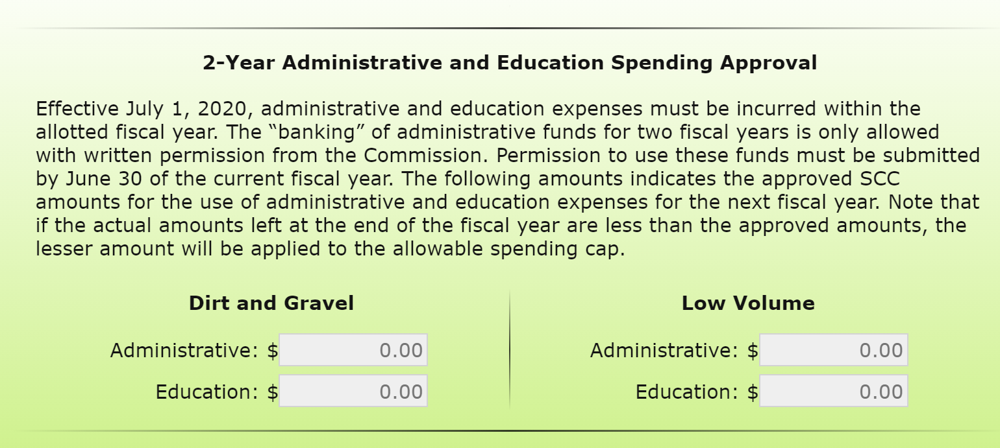 2-Year Administrative and Education Spending Approval
Effective July 1, 2020, administrative and education expenses must be incurred within the
allotted fiscal year. The “banking” of administrative funds for two fiscal years is only allowed
with written permission from the Commission. Permission to use these funds must be submitted
by June 30 of the current fiscal year. The following amounts indicates the approved SCC
amounts for the use of administrative and education expenses for the next fiscal year. Note that
if the actual amounts left at the end of the fiscal year are less than the approved amounts, the
lesser amount will be applied to the allowable spending cap.
Dirt and Gravel
Administrative: $ 0.00
Education: $ 0.00
Low Volume
Administrative: $ 0.00
Education: $ 0.00